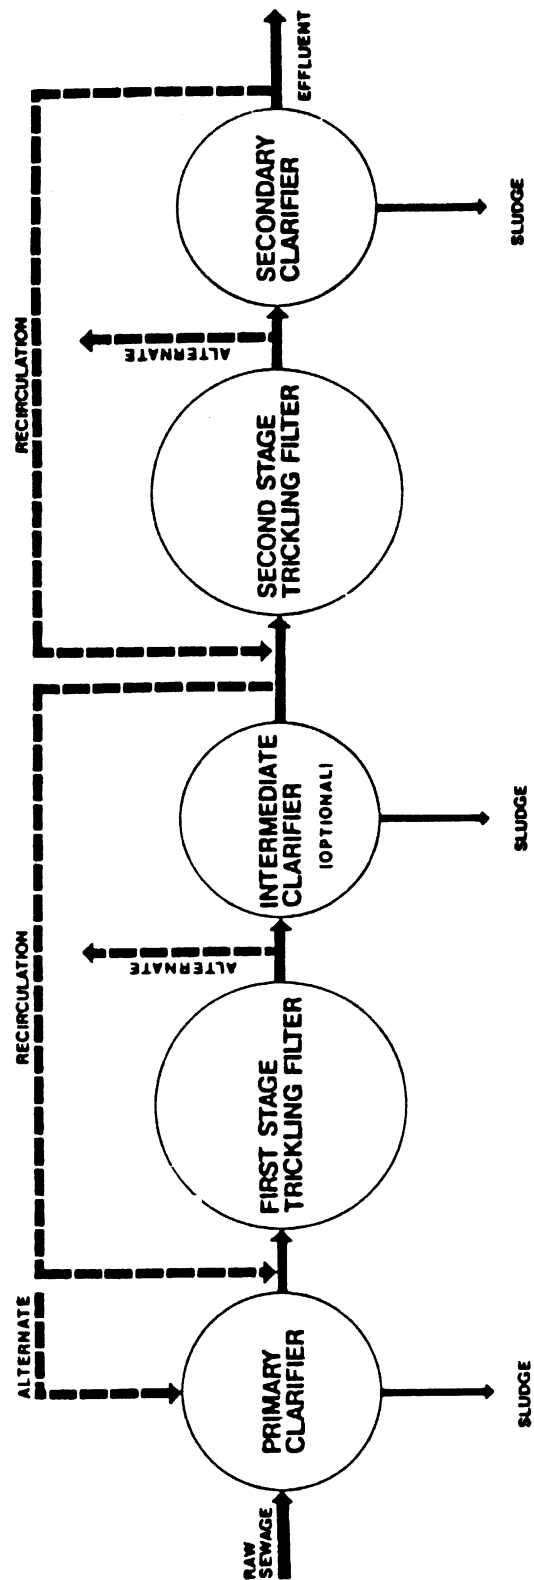 RECIRCULATION
RECIRCULATION
ALTERNATE
ALTERNATE
ALTERNATE
RAW
SEWAGE
PRIMARY
CLARIFIER
FIRST STAGE
TRICKLING FILTER
INTERMEDIATE
CLARIFIER
(OPTIONAL)
SECOND STAGE
TRICKLING FILTER
SECONDARY
CLARIFIER
EFFLUENT
SLUDGE
SLUDGE
SLUDGE